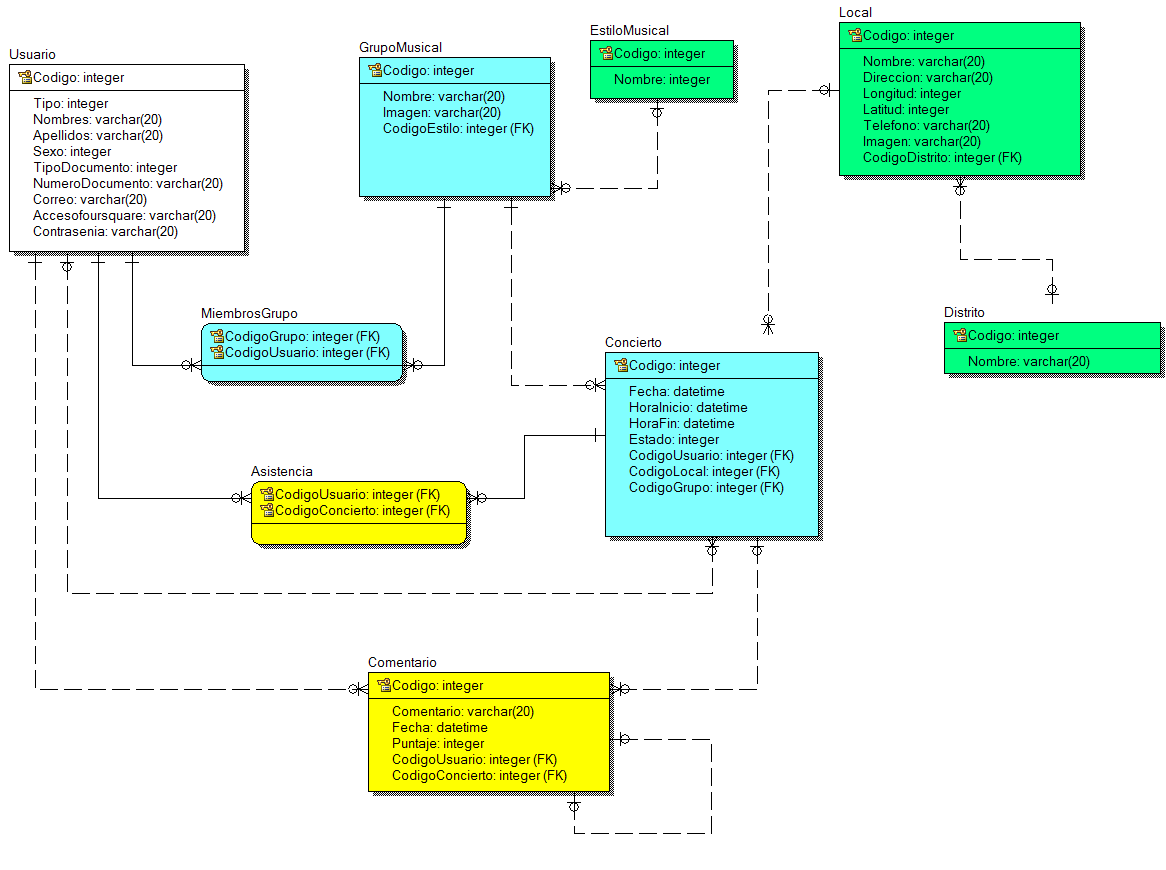 Usuario
Codigo: integer
Tipo: integer
Nombres: varchar(20)
Apellidos: varchar(20)
Sexo: integer
TipoDocumento: integer
NumeroDocumento: varchar(20)
Correo: varchar(20)
Accesofoursquare: varchar(20)
Contrasenia: varchar(20)
GrupoMusical
Codigo: integer
Nombre: varchar(20)
Imagen: varchar(20)
CodigoEstilo: integer (FK)
EstiloMusical
Codigo: integer
Nombre: integer
Local
Codigo: integer
Nombre: varchar(20)
Direccion: varchar(20)
Longitud: integer
Latitud: integer
Telefono: varchar(20)
Imagen: varchar(20)
CodigoDistrito: integer (FK)
MiembrosGrupo
CodigoGrupo: integer (FK)
CodigoUsuario: integer (FK)
Distrito
Codigo: integer
Nombre: varchar(20)
Concierto
Codigo: integer
Fecha: datetime
HoraInicio: datetime
HoraFin: datetime
Estado: integer
CodigoUsuario: integer (FK)
CodigoLocal: integer (FK)
CodigoGrupo: integer (FK)
Asistencia
CodigoUsuario: integer (FK)
CodigoConcierto: integer (FK)
Comentario
Codigo: integer
Comentario: varchar(20)
Fecha: datetime
Puntaje: integer
CodigoUsuario: integer (FK)
CodigoConcierto: integer (FK)